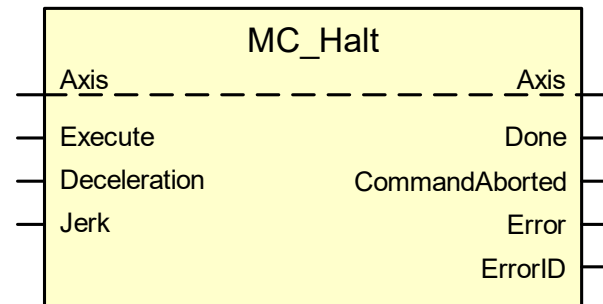 MC_Halt
Axis Axis
Execute Done
Deceleration CommandAborted
Jerk Error
ErrorID